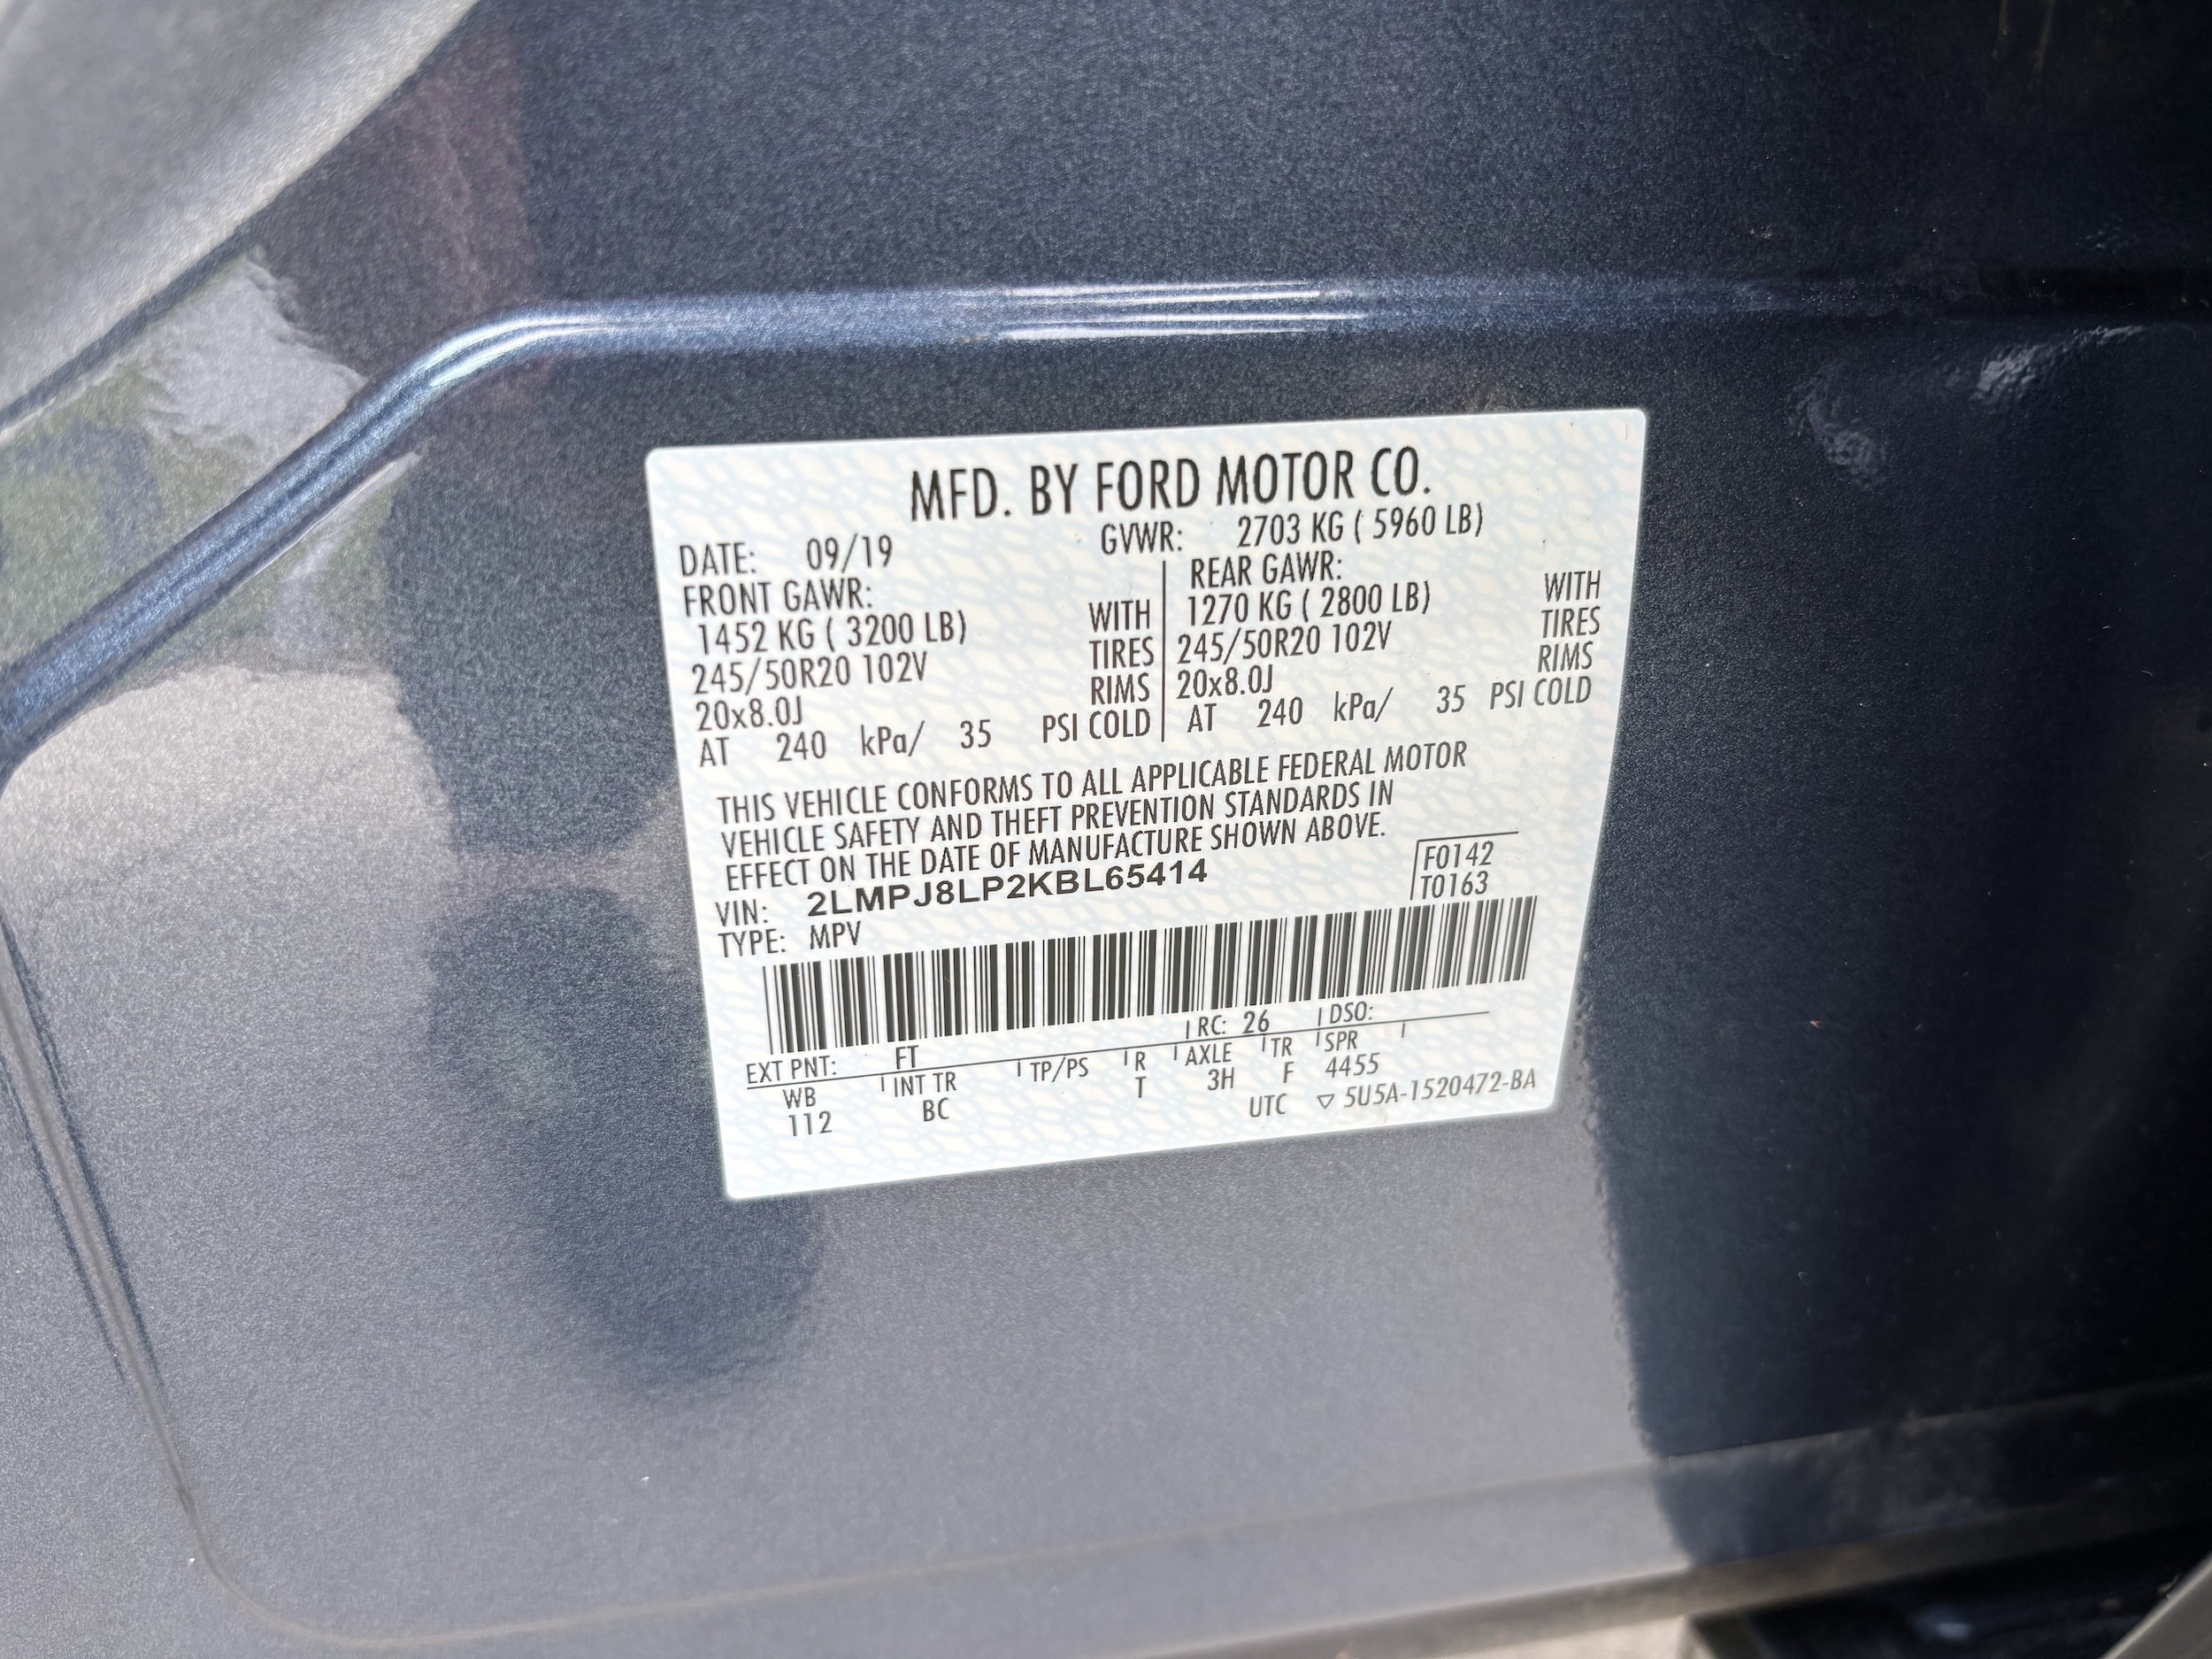 MFD. BY FORD MOTOR CO.
DATE: 09/19 GVWR: 2703 KG ( 5960 LB)
FRONT GAWR: REAR GAWR:
1452 KG ( 3200 LB) WITH 1270 KG ( 2800 LB) WITH
245/50R20 102V TIRES 245/50R20 102V TIRES
20x8.0J RIMS 20x8.0J RIMS
AT 240 kPa/ 35 PSI COLD AT 240 kPa/ 35 PSI COLD
THIS VEHICLE CONFORMS TO ALL APPLICABLE FEDERAL MOTOR
VEHICLE SAFETY AND THEFT PREVENTION STANDARDS IN
EFFECT ON THE DATE OF MANUFACTURE SHOWN ABOVE.
VIN: 2LMPJ8LP2KBL65414 F0142
TYPE: MPV T0163
EXT PNT: FT RC: 26 DSO:
WB INT TR TP/PS R AXLE TR SPR
112 BC T 3H F 4455
UTC ▽ 5U5A-1520472-BA